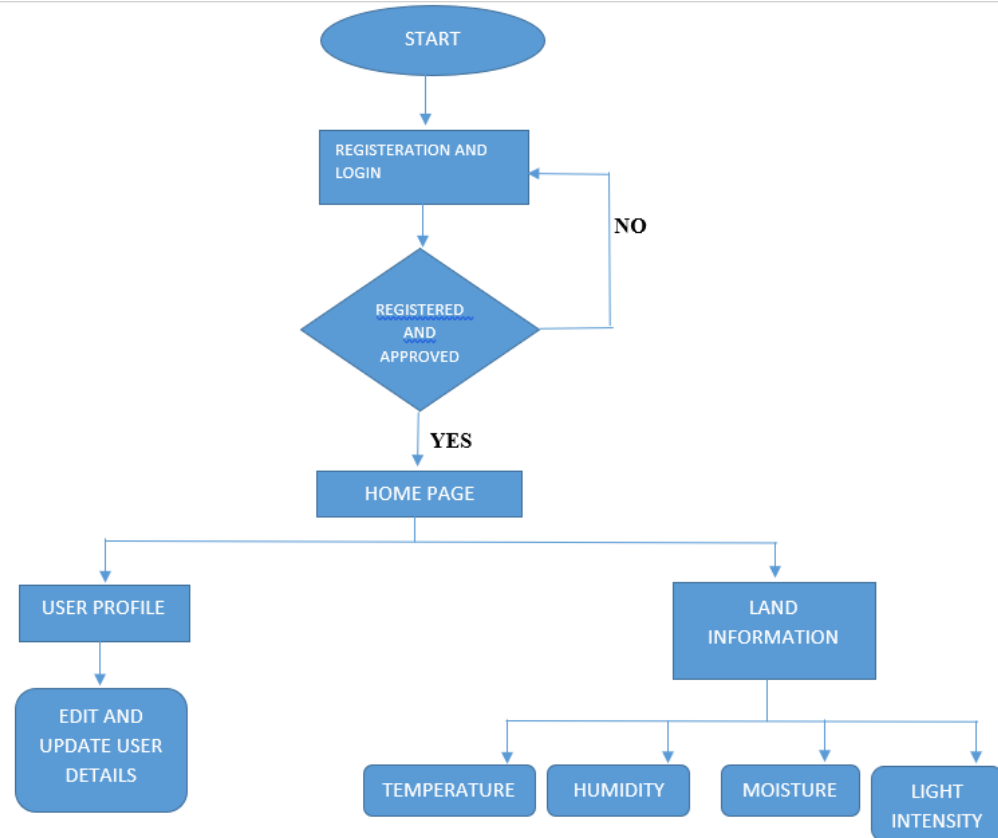 START
REGISTERATION AND
LOGIN
NO
REGISTERED
AND
APPROVED
YES
HOME PAGE
USER PROFILE
LAND
INFORMATION
EDIT AND
UPDATE USER
DETAILS
TEMPERATURE
HUMIDITY
MOISTURE
LIGHT
INTENSITY